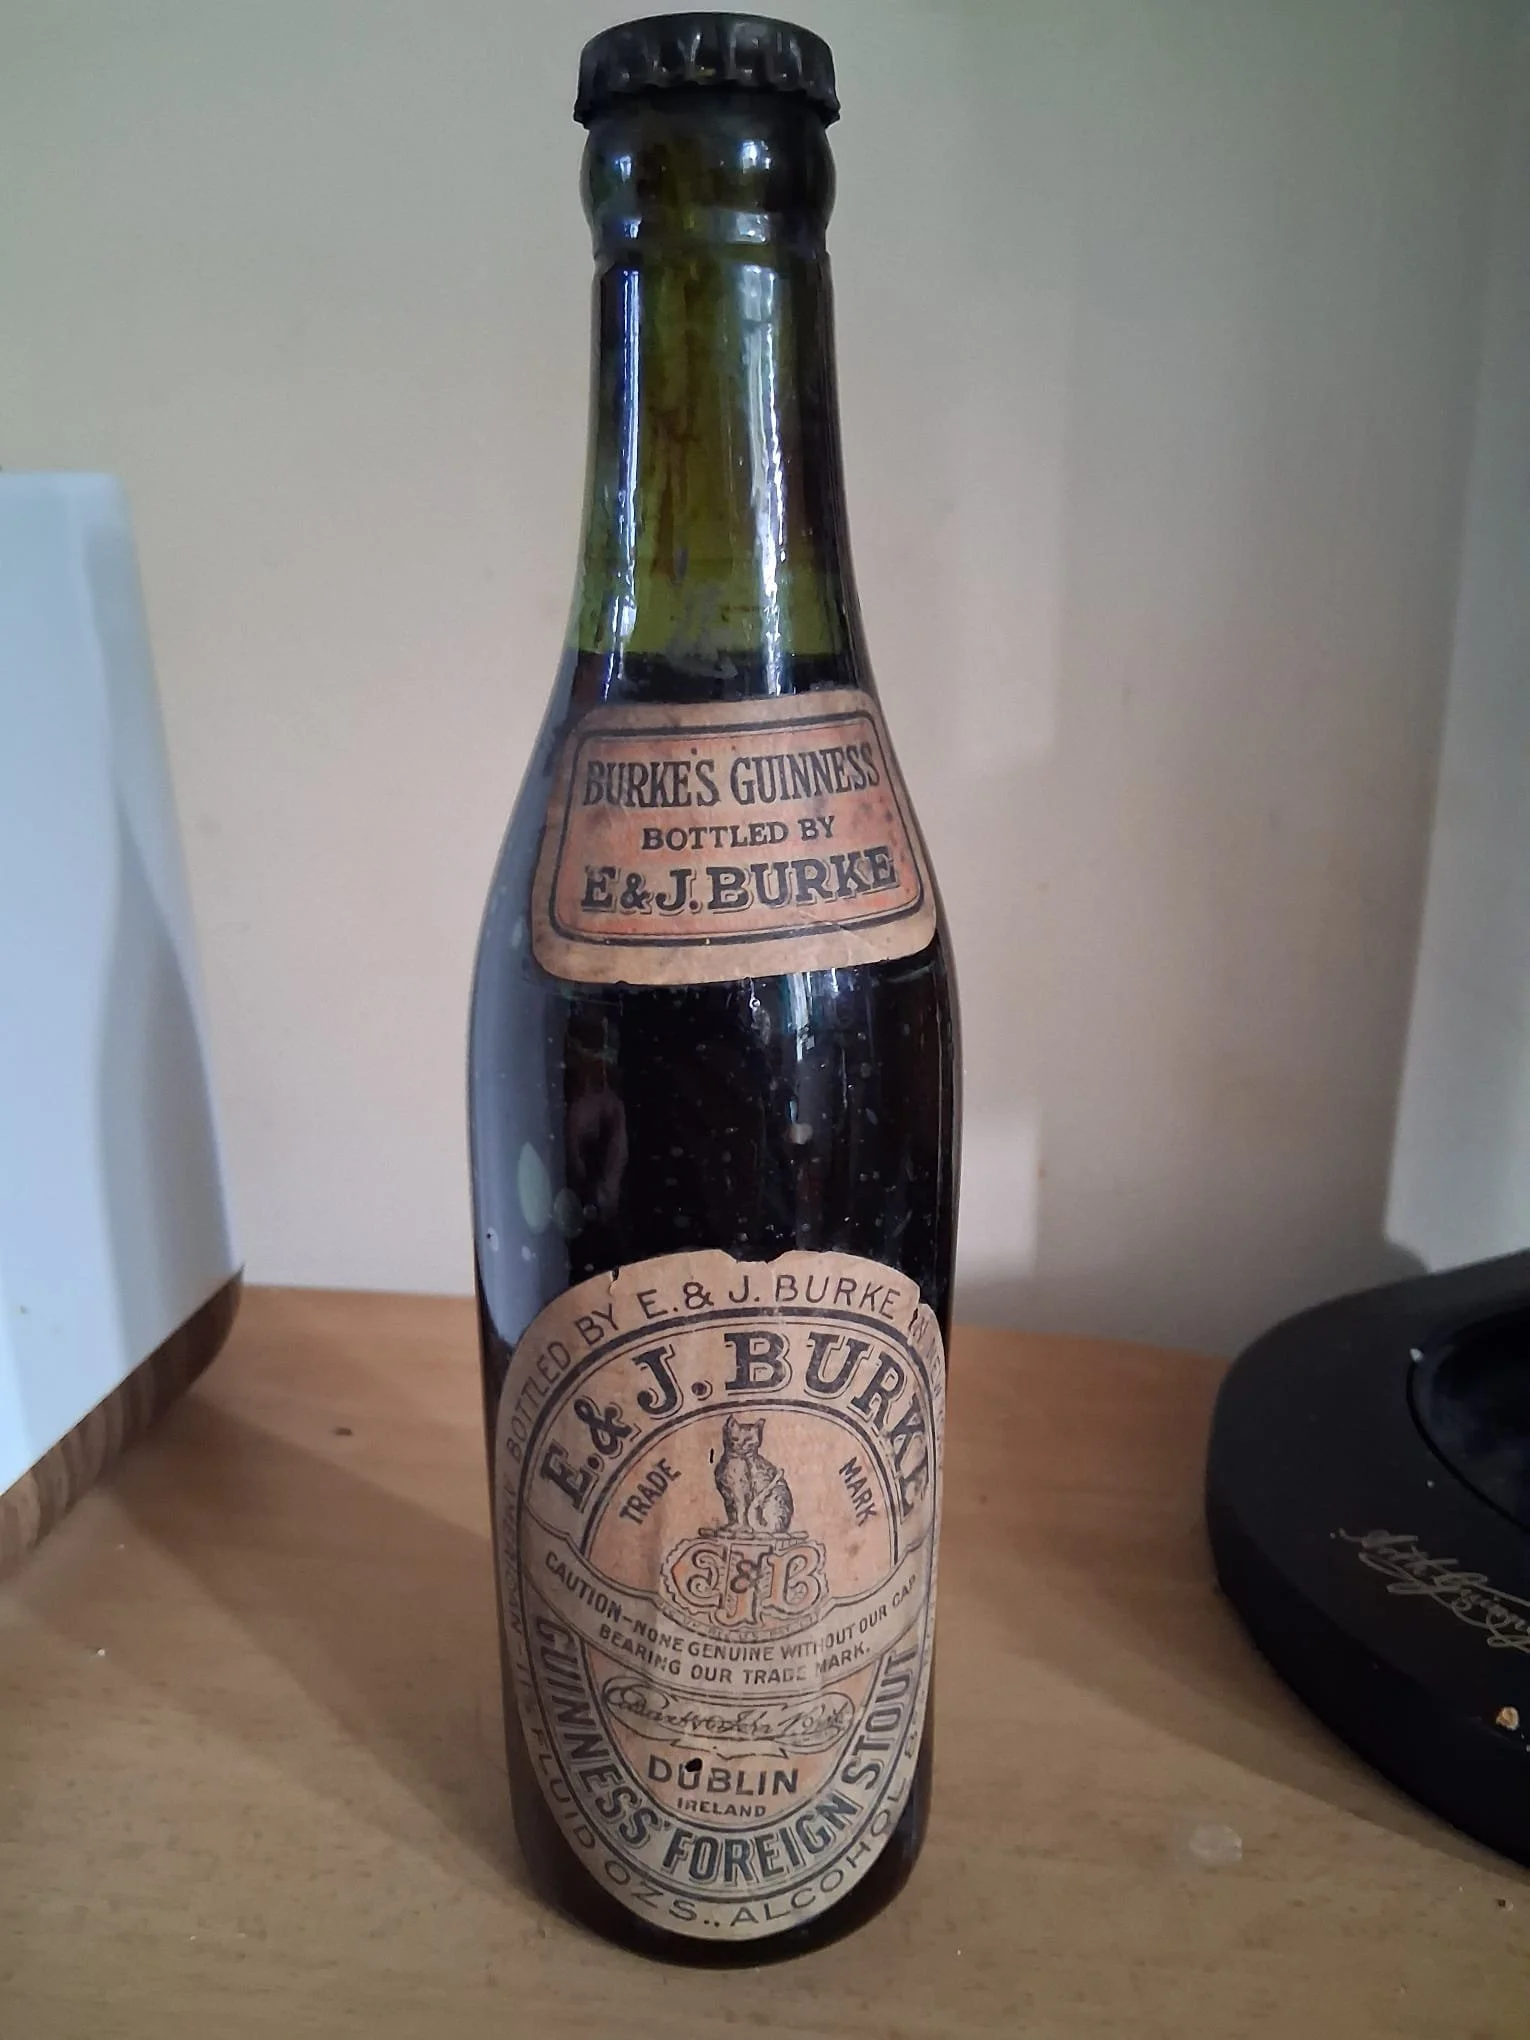 BURKE'S GUINNESS
BOTTLED BY
E & J. BURKE
BOTTLED BY E. & J. BURKE
E. & J. BURKE
TRADE MARK
E & J B
CAUTION—NONE GENUINE WITHOUT OUR CAP
BEARING OUR TRADE MARK.
DUBLIN
IRELAND
GUINNESS' FOREIGN STOUT
FLUID OZS., ALCOHOL